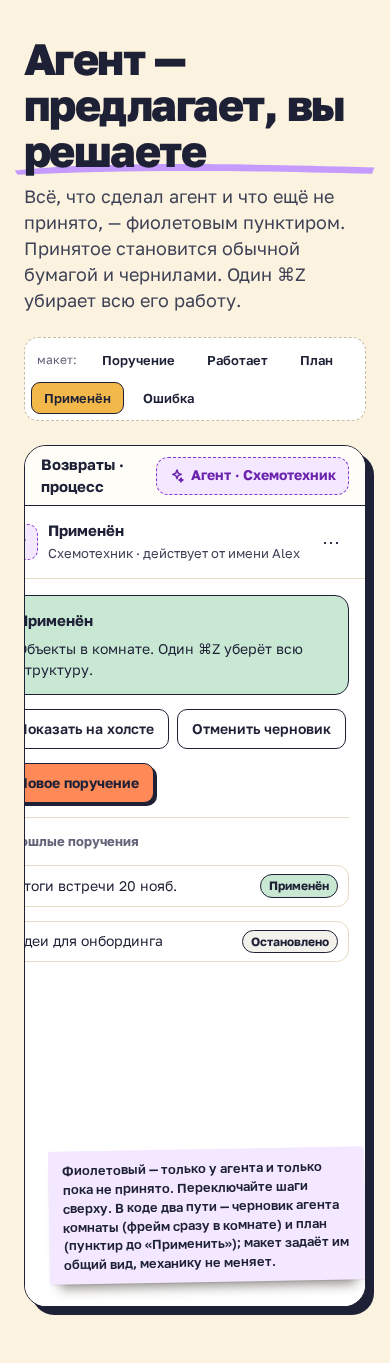 Агент —
предлагает, вы
решаете
Всё, что сделал агент и что ещё не
принято, — фиолетовым пунктиром.
Принятое становится обычной
бумагой и чернилами. Один ⌘Z
убирает всю его работу.
макет: Поручение Работает План
Применён Ошибка
Возвраты ·
процесс
Агент · Схемотехник
Применён
Схемотехник · действует от имени Alex
...
Применён
Объекты в комнате. Один ⌘Z уберёт всю
структуру.
Показать на холсте Отменить черновик
Новое поручение
ошлые поручения
тоги встречи 20 нояб. Применён
деи для онбординга Остановлено
Фиолетовый — только у агента и только
пока не принято. Переключайте шаги
сверху. В коде два пути — черновик агента
комнаты (фрейм сразу в комнате) и план
(пунктир до «Применить»); макет задаёт им
общий вид, механику не меняет.